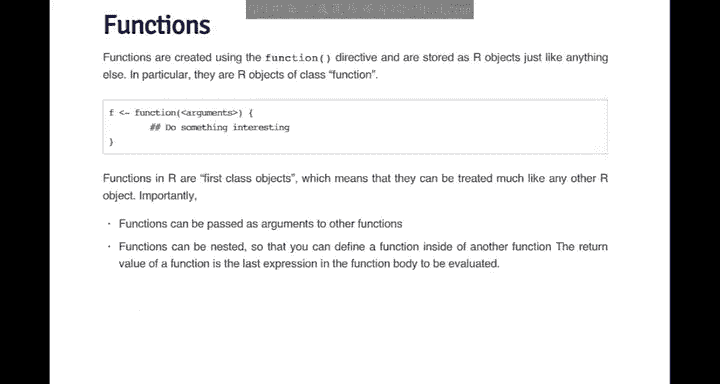 Functions
Functions are created using the function() directive and are stored as R objects just like anything
else. In particular, they are R objects of class “function”.
f <- function(<arguments>) {
## Do something interesting
}
Functions in R are “first class objects”, which means that they can be treated much like any other R
object. Importantly,
· Functions can be passed as arguments to other functions
· Functions can be nested, so that you can define a function inside of another function The return
value of a function is the last expression in the function body to be evaluated.